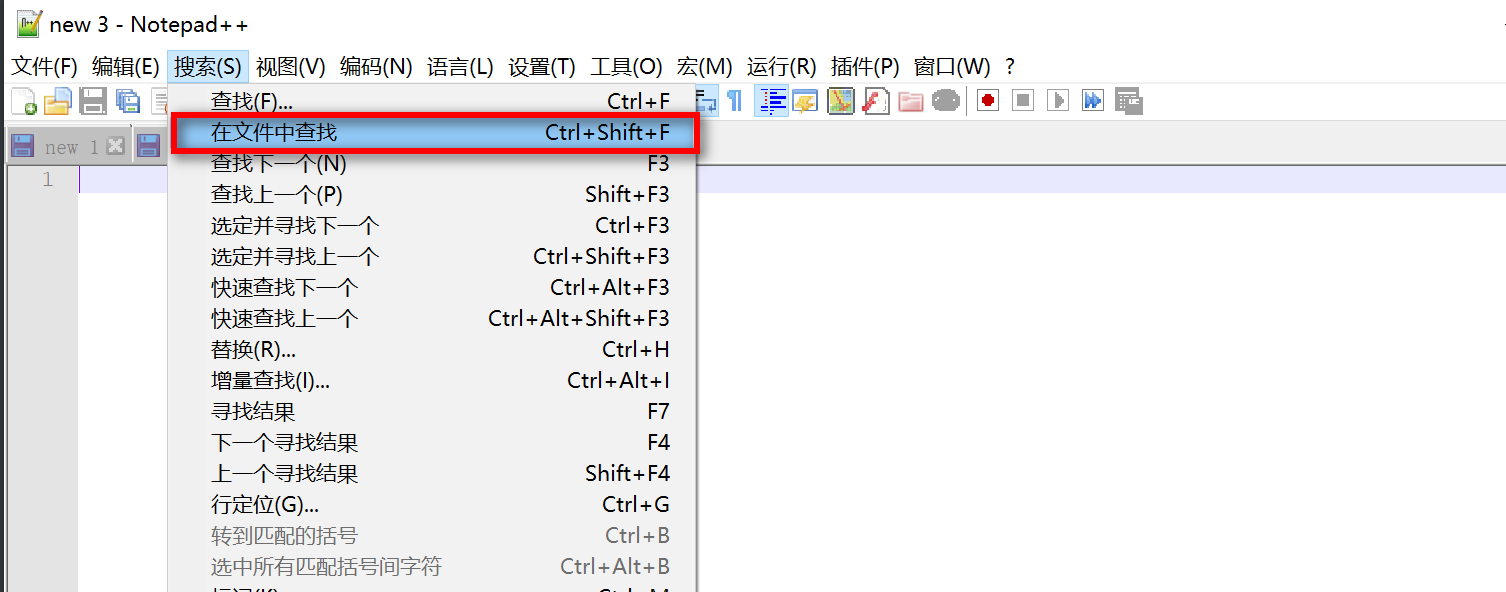 new 3 - Notepad++
文件(F) 编辑(E) 搜索(S) 视图(V) 编码(N) 语言(L) 设置(T) 工具(O) 宏(M) 运行(R) 插件(P) 窗口(W) ?
new 1
1
查找(F)... Ctrl+F
在文件中查找 Ctrl+Shift+F
查找下一个(N) F3
查找上一个(P) Shift+F3
选定并寻找下一个 Ctrl+F3
选定并寻找上一个 Ctrl+Shift+F3
快速查找下一个 Ctrl+Alt+F3
快速查找上一个 Ctrl+Alt+Shift+F3
替换(R)... Ctrl+H
增量查找(I)... Ctrl+Alt+I
寻找结果 F7
下一个寻找结果 F4
上一个寻找结果 Shift+F4
行定位(G)... Ctrl+G
转到匹配的括号 Ctrl+B
选中所有匹配括号间字符 Ctrl+Alt+B